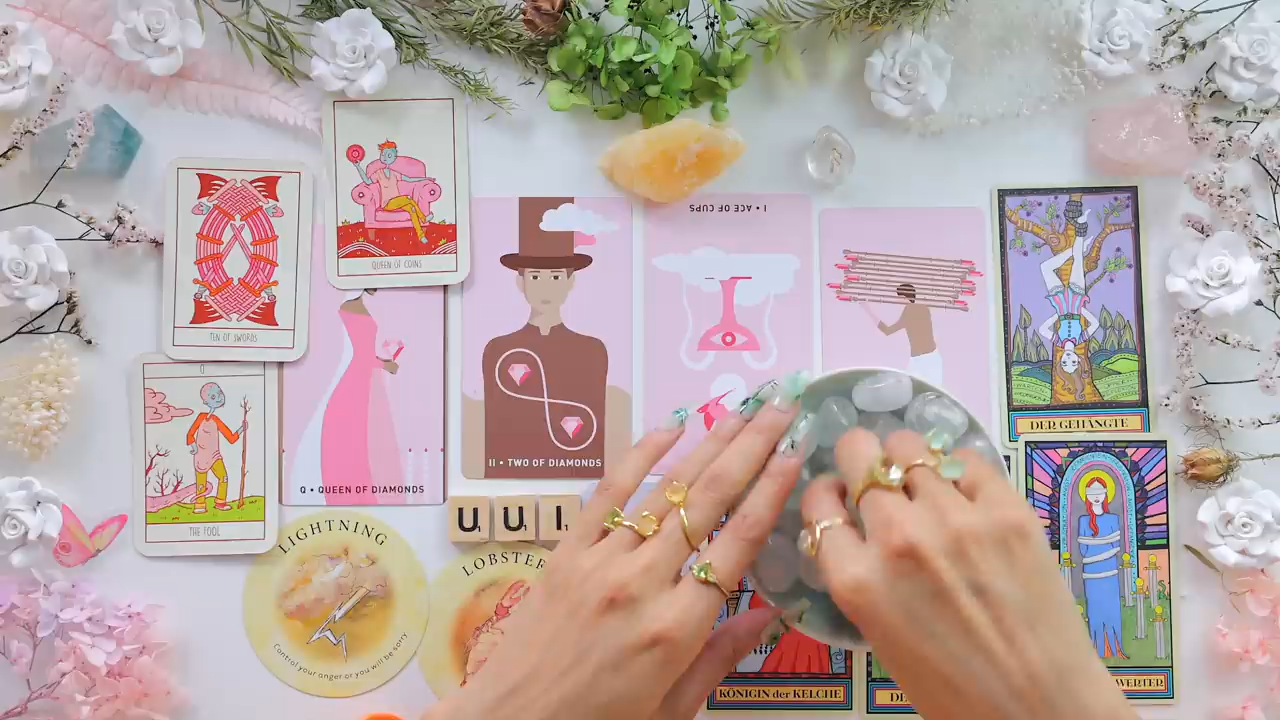 I • ACE OF CUPS
QUEEN OF COINS
TEN OF SWORDS
0
DER GEHÄNGTE
II • TWO OF DIAMONDS
Q • QUEEN OF DIAMONDS
U U I
THE FOOL
LIGHTNING
Control your anger or you will be sorry
LOBSTER
KÖNIGIN der KELCHE